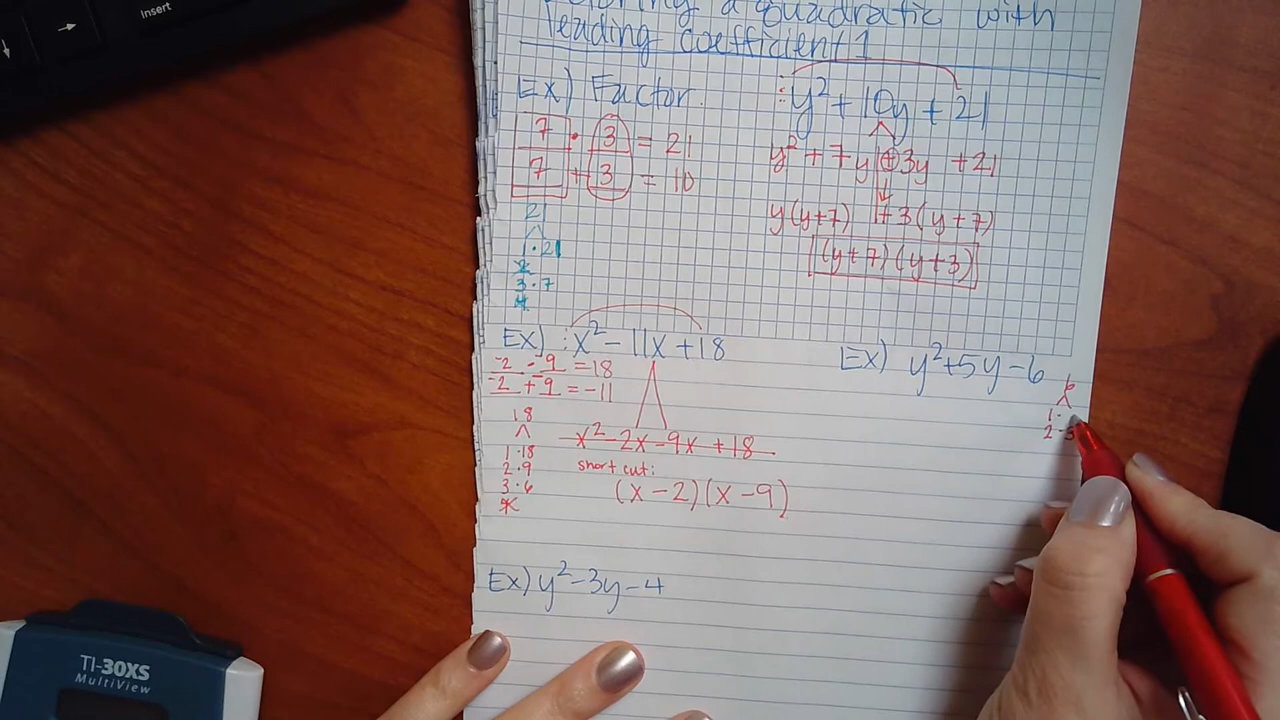 Insert
a quadratic with
leading coefficient 1
Ex) Factor. y² + 10y + 21
7 · 3 = 21
7 + 3 = 10
21
1·21
3·7
y² + 7y + 3y + 21
y(y+7) + 3(y+7)
(y+7)(y+3)
Ex) x² - 11x + 18
-2 · -9 = 18
-2 + -9 = -11
18
1·18
2·9
3·6
x² - 2x - 9x + 18
short cut:
(x - 2)(x - 9)
Ex) y² + 5y - 6
1·
Ex) y² - 3y - 4
TI-30XS
MultiView